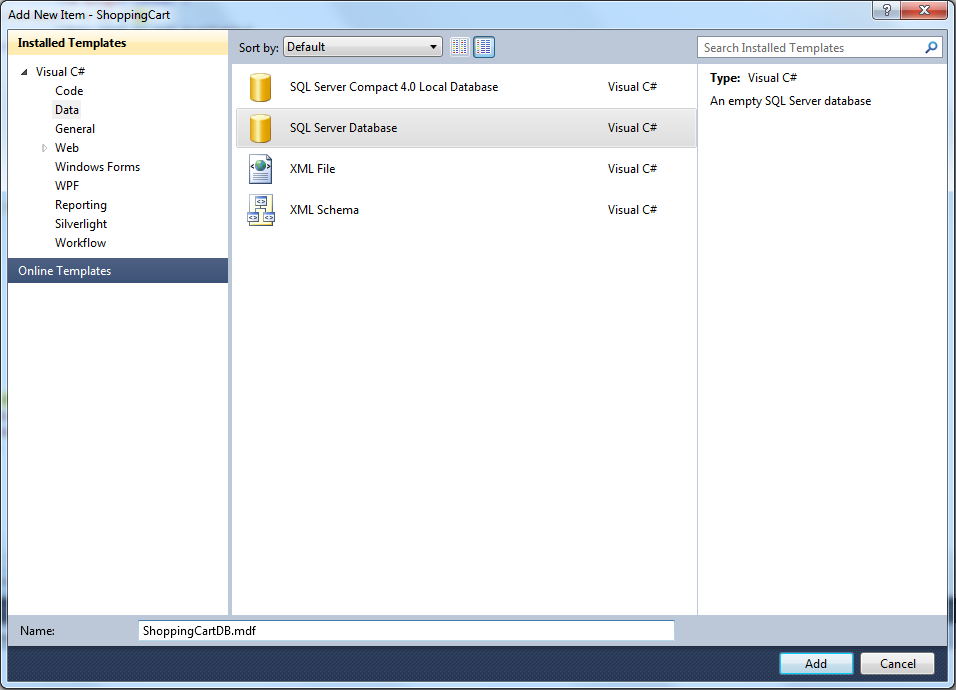 Add New Item - ShoppingCart
?
Installed Templates
Sort by: Default
Search Installed Templates
Visual C#
Code
Data
General
Web
Windows Forms
WPF
Reporting
Silverlight
Workflow
Online Templates
SQL Server Compact 4.0 Local Database Visual C#
SQL Server Database Visual C#
XML File Visual C#
XML Schema Visual C#
Type: Visual C#
An empty SQL Server database
Name: ShoppingCartDB.mdf
Add Cancel